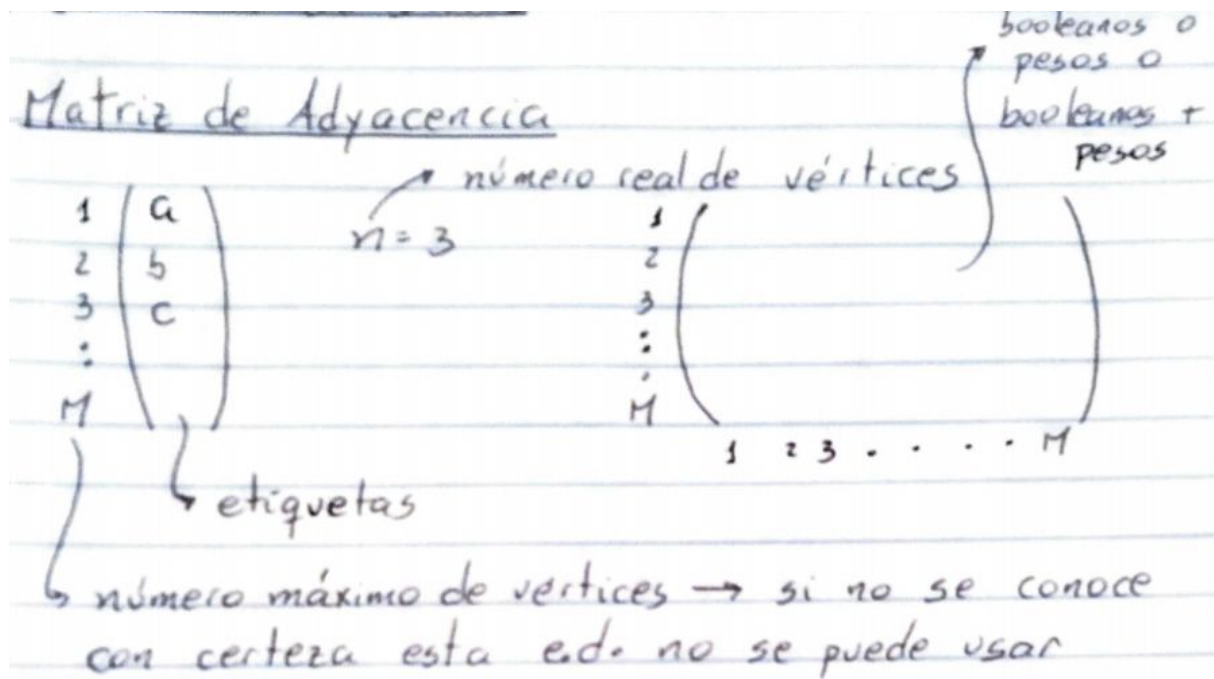 booleanos o
pesos o
booleanos +
pesos
Matriz de Adyacencia
número real de vértices
n = 3
1 a
2 b
3 c
:
M
1
2
3
:
.
M
1 2 3 . . . . M
etiquetas
número máximo de vertices → si no se conoce
con certeza esta e.d. no se puede usar